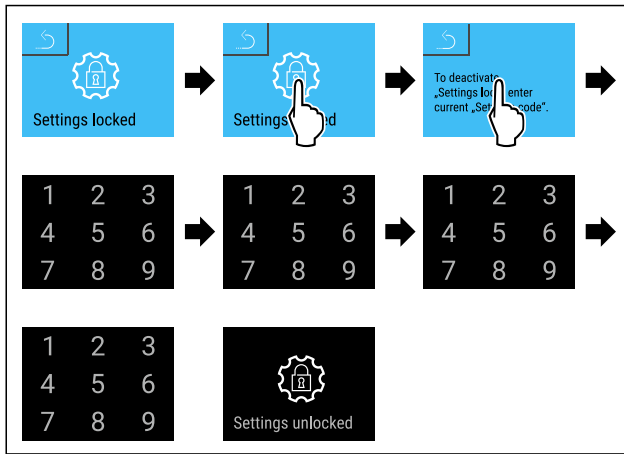 Settings locked
Settings
To deactivate
„Settings enter
current „Set code".
1 2 3
4 5 6
7 8 9
1 2 3
4 5 6
7 8 9
1 2 3
4 5 6
7 8 9
1 2 3
4 5 6
7 8 9
Settings unlocked